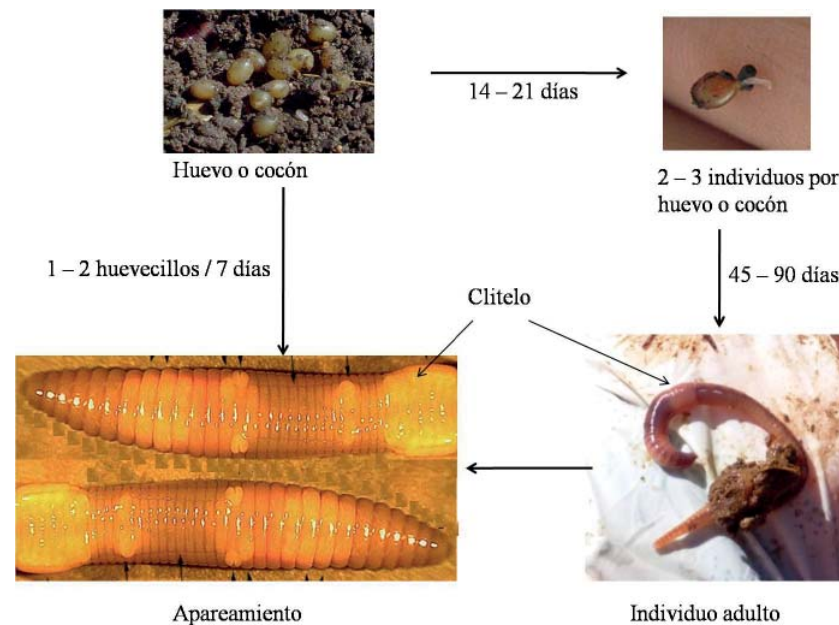 14 – 21 días
Huevo o cocón
2 – 3 individuos por
huevo o cocón
1 – 2 huevecillos / 7 días
45 – 90 días
Clitelo
Apareamiento
Individuo adulto